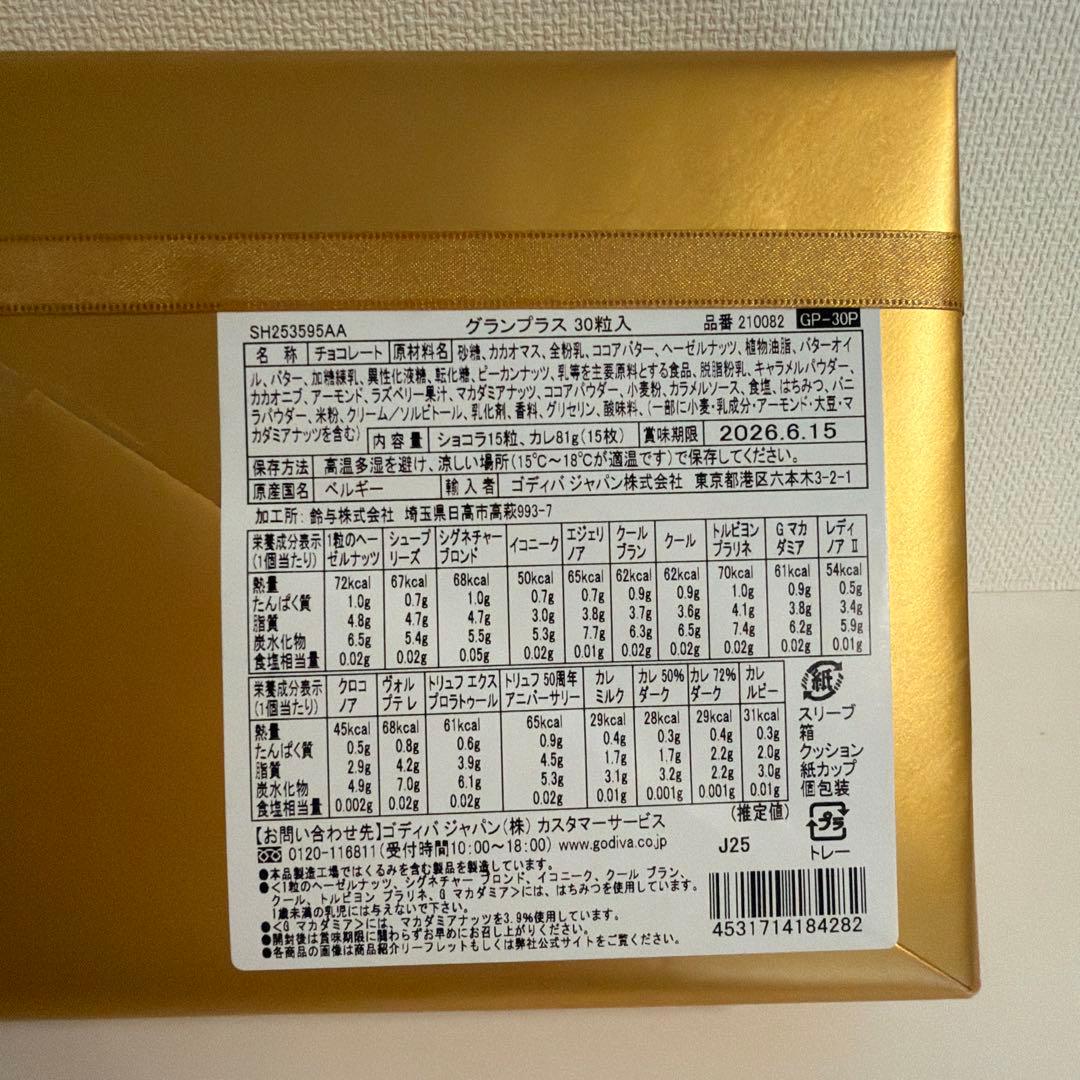 SH253595AA グランプラス 30粒入 品番 210082 GP-30P
名 称 チョコレート 原材料名 砂糖、カカオマス、全粉乳、ココアバター、ヘーゼルナッツ、植物油脂、バターオイ
ル、バター、加糖練乳、異性化液糖、転化糖、ピーカンナッツ、乳等を主要原料とする食品、脱脂粉乳、キャラメルパウダー、
カカオニブ、アーモンド、ラズベリー果汁、マカダミアナッツ、ココアパウダー、小麦粉、カラメルソース、食塩、はちみつ、バニ
ラパウダー、米粉、クリーム／ソルビトール、乳化剤、香料、グリセリン、酸味料、(一部に小麦・乳成分・アーモンド・大豆・マ
カダミアナッツを含む) 内容量 ショコラ15粒、カレ81g(15枚) 賞味期限 2026.6.15
保存方法 高温多湿を避け、涼しい場所(15℃～18℃が適温です)で保存してください。
原産国名 ベルギー 輸入者 ゴディバ ジャパン株式会社 東京都港区六本木3-2-1
加工所: 鈴与株式会社 埼玉県日高市高萩993-7
栄養成分表示 1粒のヘー シューブ シグネチャー イコニーク エジェリ クール クール トルビヨン G マカ レディ
(1個当たり) ゼルナッツ リーズ ブロンド ノア ブラン プラリネ ダミア ノア Ⅱ
熱量 72kcal 67kcal 68kcal 50kcal 65kcal 62kcal 62kcal 70kcal 61kcal 54kcal
たんぱく質 1.0g 0.7g 1.0g 0.7g 0.7g 0.9g 0.9g 1.0g 0.9g 0.5g
脂質 4.8g 4.7g 4.7g 3.0g 3.8g 3.7g 3.6g 4.1g 3.8g 3.4g
炭水化物 6.5g 5.4g 5.5g 5.3g 7.7g 6.3g 6.5g 7.4g 6.2g 5.9g
食塩相当量 0.02g 0.02g 0.05g 0.02g 0.01g 0.02g 0.02g 0.02g 0.02g 0.01g
栄養成分表示 クロコ ヴォル トリュフ エクス トリュフ 50周年 カレ カレ 50% カレ 72% カレ
(1個当たり) ノア プテ レ プロラトゥール アニバーサリー ミルク ダーク ダーク ルビー
熱量 45kcal 68kcal 61kcal 65kcal 29kcal 28kcal 29kcal 31kcal
たんぱく質 0.5g 0.8g 0.6g 0.9g 0.4g 0.3g 0.4g 0.3g
脂質 2.9g 4.2g 3.9g 4.5g 1.7g 1.7g 2.2g 2.0g
炭水化物 4.9g 7.0g 6.1g 5.3g 3.1g 3.2g 2.2g 3.0g
食塩相当量 0.002g 0.02g 0.02g 0.02g 0.01g 0.001g 0.001g 0.01g
(推定値)
紙
スリーブ
箱
クッション
紙カップ
個包装
プラ
トレー
【お問い合わせ先】ゴディバ ジャパン(株) カスタマーサービス
0120-116811(受付時間10:00～18:00) www.godiva.co.jp J25
●本品製造工場ではくるみを含む製品を製造しています。
●<1粒のヘーゼルナッツ、シグネチャー ブロンド、イコニーク、クール ブラン、
クール、トルビヨン プラリネ、G マカダミア>には、はちみつを使用しています。
1歳未満の乳児には与えないで下さい。
●<G マカダミア>には、マカダミアナッツを3.9%使用しています。
●開封後は賞味期限に関わらずお早めにお召し上がりください。
●各商品の画像は商品紹介リーフレットもしくは弊社公式サイトをご覧ください。
4531714184282